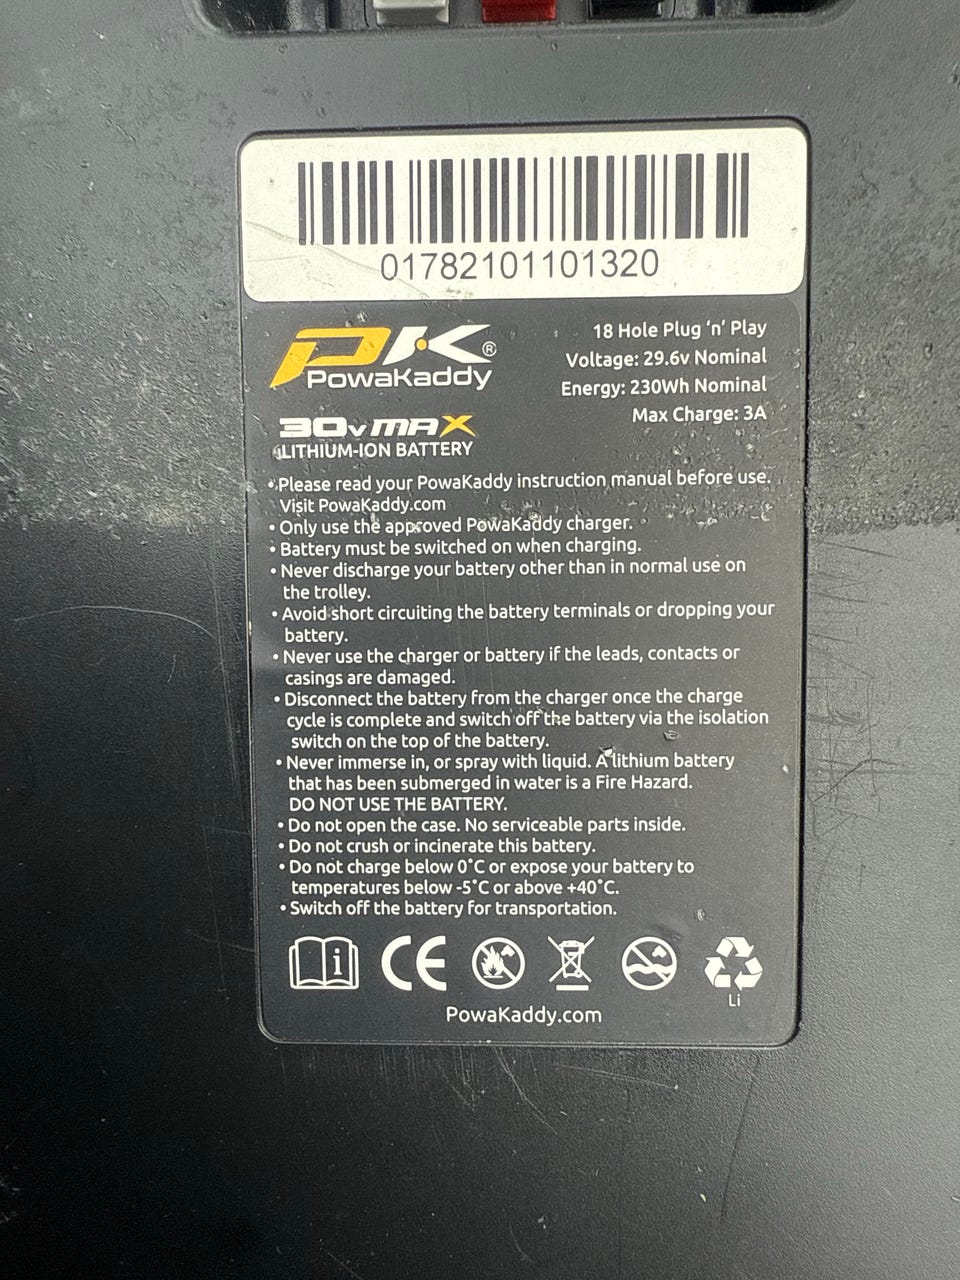 01782101101320
PK®
PowaKaddy
18 Hole Plug ‘n’ Play
Voltage: 29.6v Nominal
Energy: 230Wh Nominal
Max Charge: 3A
30v MAX
LITHIUM-ION BATTERY
• Please read your PowaKaddy instruction manual before use.
Visit PowaKaddy.com
• Only use the approved PowaKaddy charger.
• Battery must be switched on when charging.
• Never discharge your battery other than in normal use on
the trolley.
• Avoid short circuiting the battery terminals or dropping your
battery.
• Never use the charger or battery if the leads, contacts or
casings are damaged.
• Disconnect the battery from the charger once the charge
cycle is complete and switch off the battery via the isolation
switch on the top of the battery.
• Never immerse in, or spray with liquid. A lithium battery
that has been submerged in water is a Fire Hazard.
DO NOT USE THE BATTERY.
• Do not open the case. No serviceable parts inside.
• Do not crush or incinerate this battery.
• Do not charge below 0˚C or expose your battery to
temperatures below -5˚C or above +40˚C.
• Switch off the battery for transportation.
i
CE
Li
PowaKaddy.com